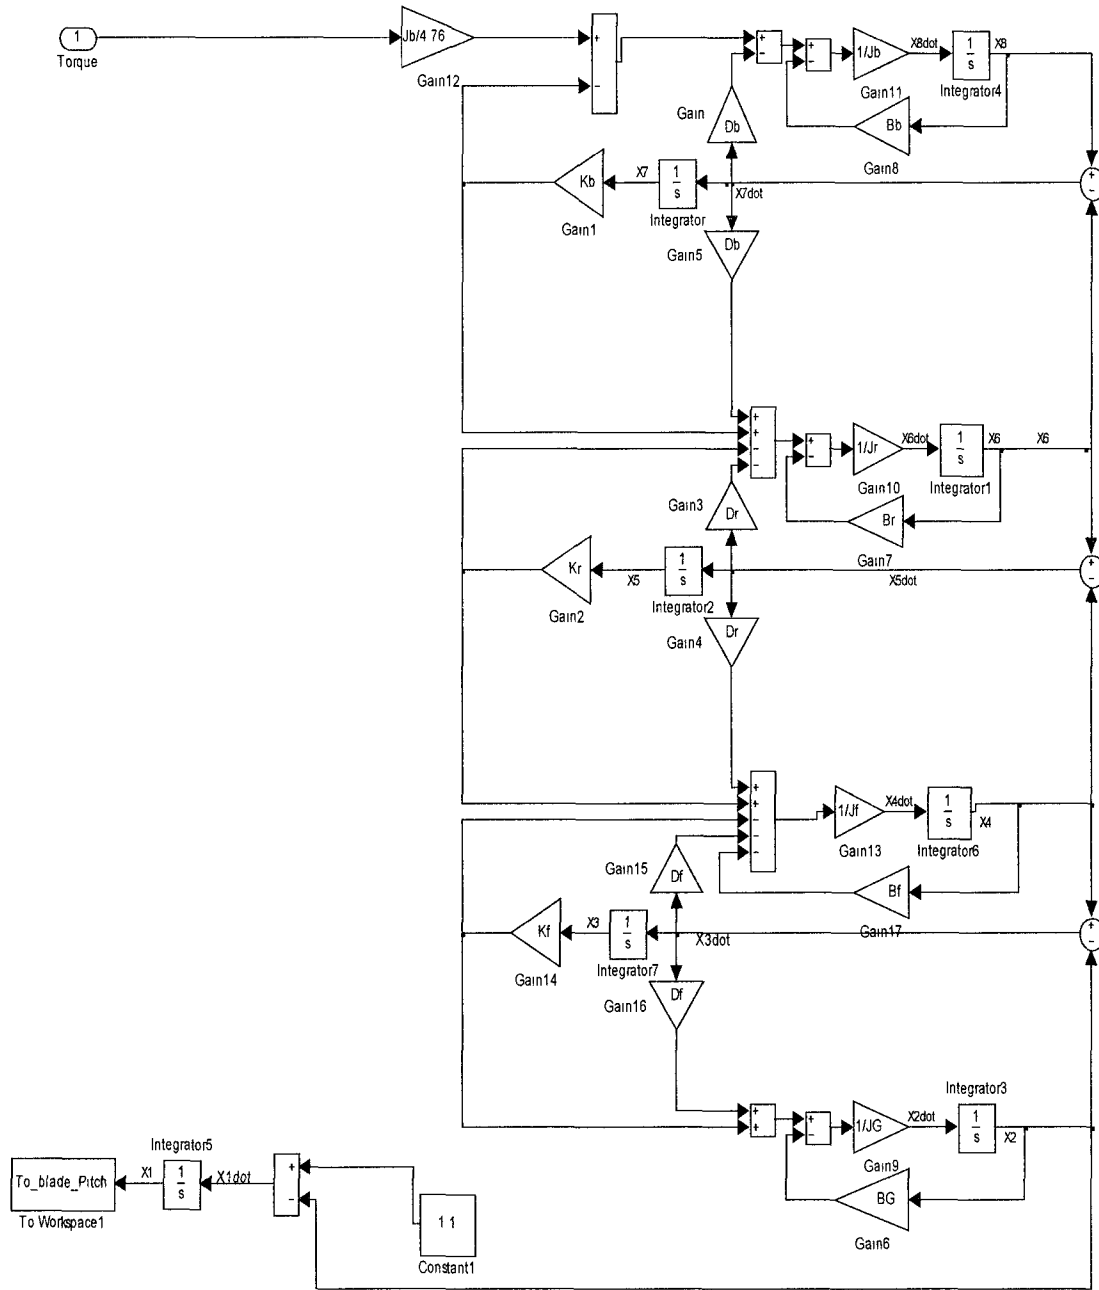 1
Torque
Jb/4 76
Gain12
+
−
+
−
+
−
1/Jb
Gain11
X8dot
1
s
X8
Integrator4
Gain
Db
Bb
Gain8
Kb
Gain1
X7
1
s
Integrator
X7dot
+
−
Db
Gain5
+
+
−
−
+
−
1/Jr
Gain10
X6dot
1
s
Integrator1
X6
X6
Gain3
Dr
Br
Gain7
Kr
Gain2
X5
1
s
Integrator2
X5dot
+
−
Dr
Gain4
+
+
−
−
−
1/Jf
Gain13
X4dot
1
s
X4
Integrator6
Gain15
Df
Bf
Gain17
Kf
Gain14
X3
1
s
Integrator7
X3dot
+
−
Df
Gain16
+
+
+
−
1/JG
Gain9
X2dot
Integrator3
1
s
X2
BG
Gain6
To_blade_Pitch
To Workspace1
X1
Integrator5
1
s
X1dot
+
−
1 1
Constant1